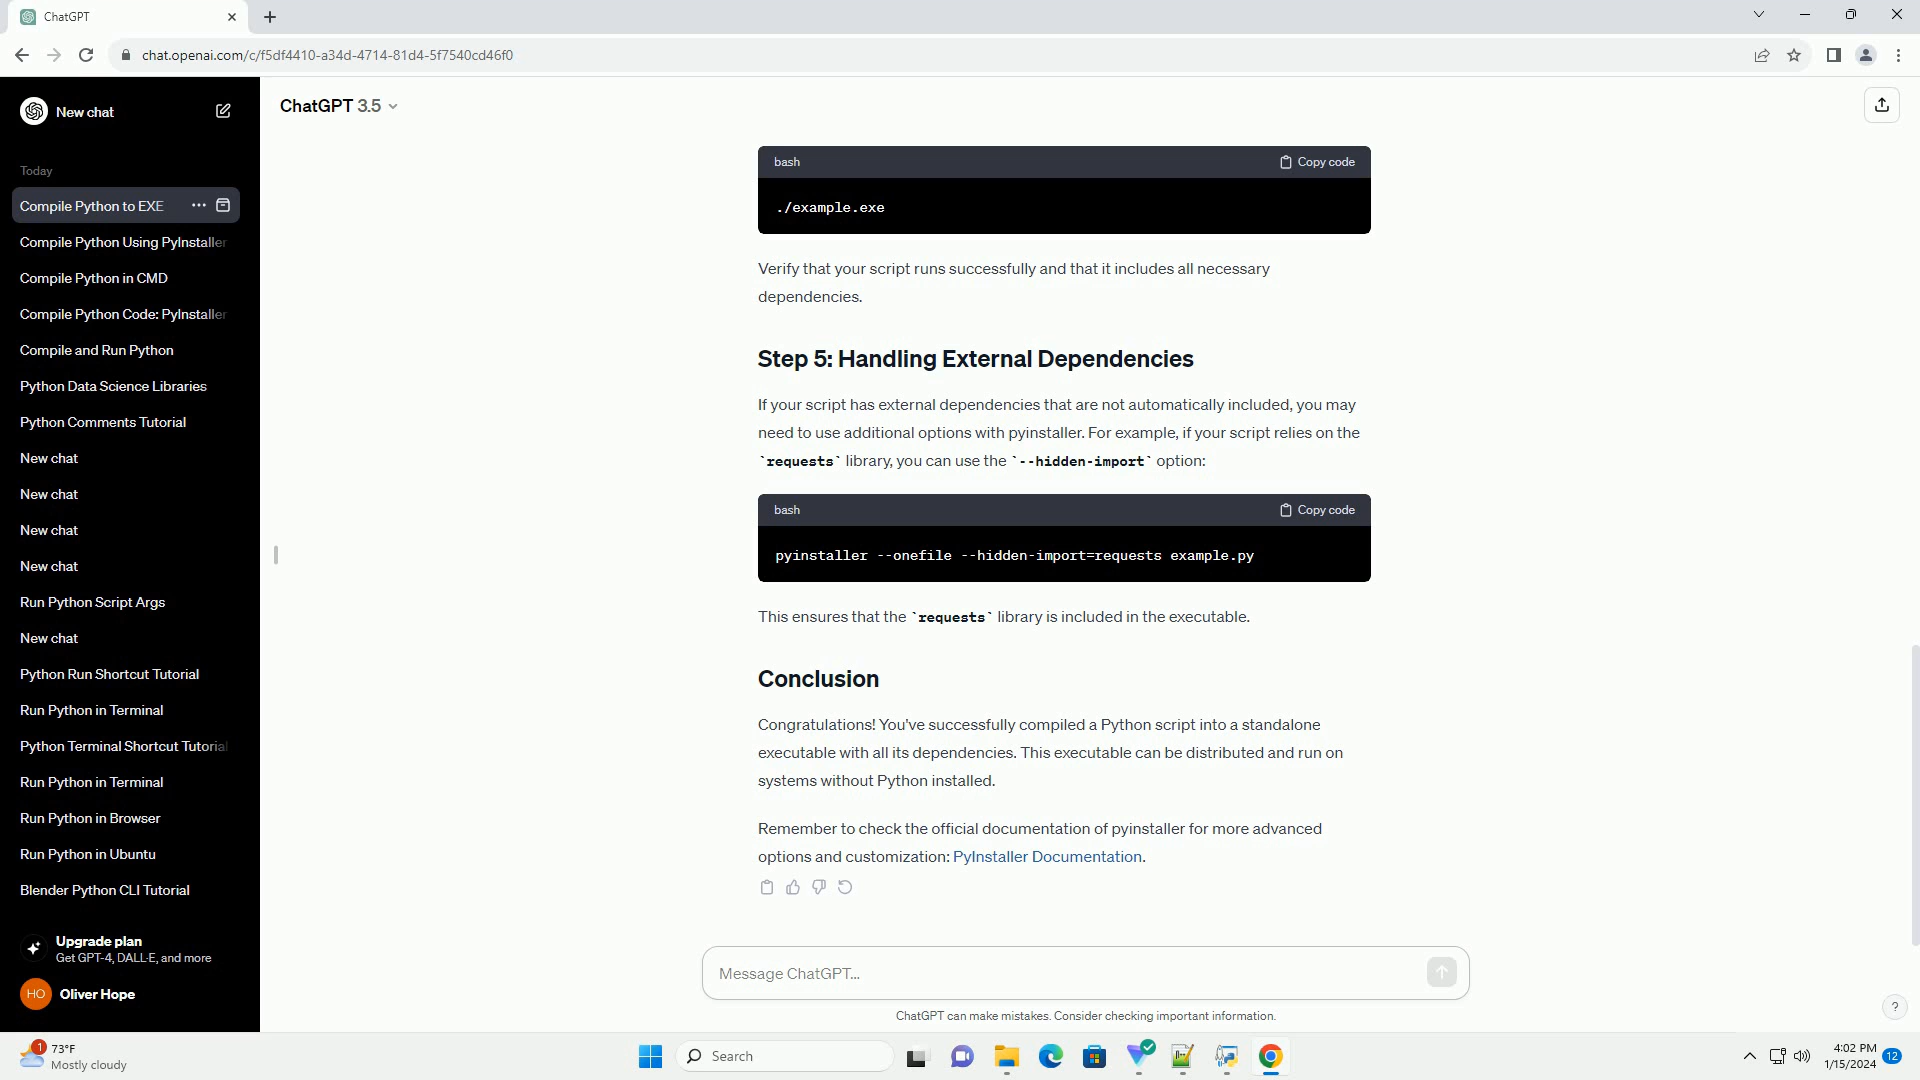 ChatGPT
chat.openai.com/c/f5df4410-a34d-4714-81d4-5f7540cd46f0
New chat
Today
Compile Python to EXE
Compile Python Using PyInstaller
Compile Python in CMD
Compile Python Code: PyInstaller
Compile and Run Python
Python Data Science Libraries
Python Comments Tutorial
New chat
New chat
New chat
New chat
Run Python Script Args
New chat
Python Run Shortcut Tutorial
Run Python in Terminal
Python Terminal Shortcut Tutorial
Run Python in Terminal
Run Python in Browser
Run Python in Ubuntu
Blender Python CLI Tutorial
Upgrade plan
Get GPT-4, DALL·E, and more
HO
Oliver Hope
ChatGPT 3.5
bash
Copy code
./example.exe
Verify that your script runs successfully and that it includes all necessary
dependencies.
Step 5: Handling External Dependencies
If your script has external dependencies that are not automatically included, you may
need to use additional options with pyinstaller. For example, if your script relies on the
`requests` library, you can use the `--hidden-import` option:
bash
Copy code
pyinstaller --onefile --hidden-import=requests example.py
This ensures that the `requests` library is included in the executable.
Conclusion
Congratulations! You've successfully compiled a Python script into a standalone
executable with all its dependencies. This executable can be distributed and run on
systems without Python installed.
Remember to check the official documentation of pyinstaller for more advanced
options and customization: PyInstaller Documentation.
Message ChatGPT...
ChatGPT can make mistakes. Consider checking important information.
?
1
73°F
Mostly cloudy
Search
4:02 PM
1/15/2024
12